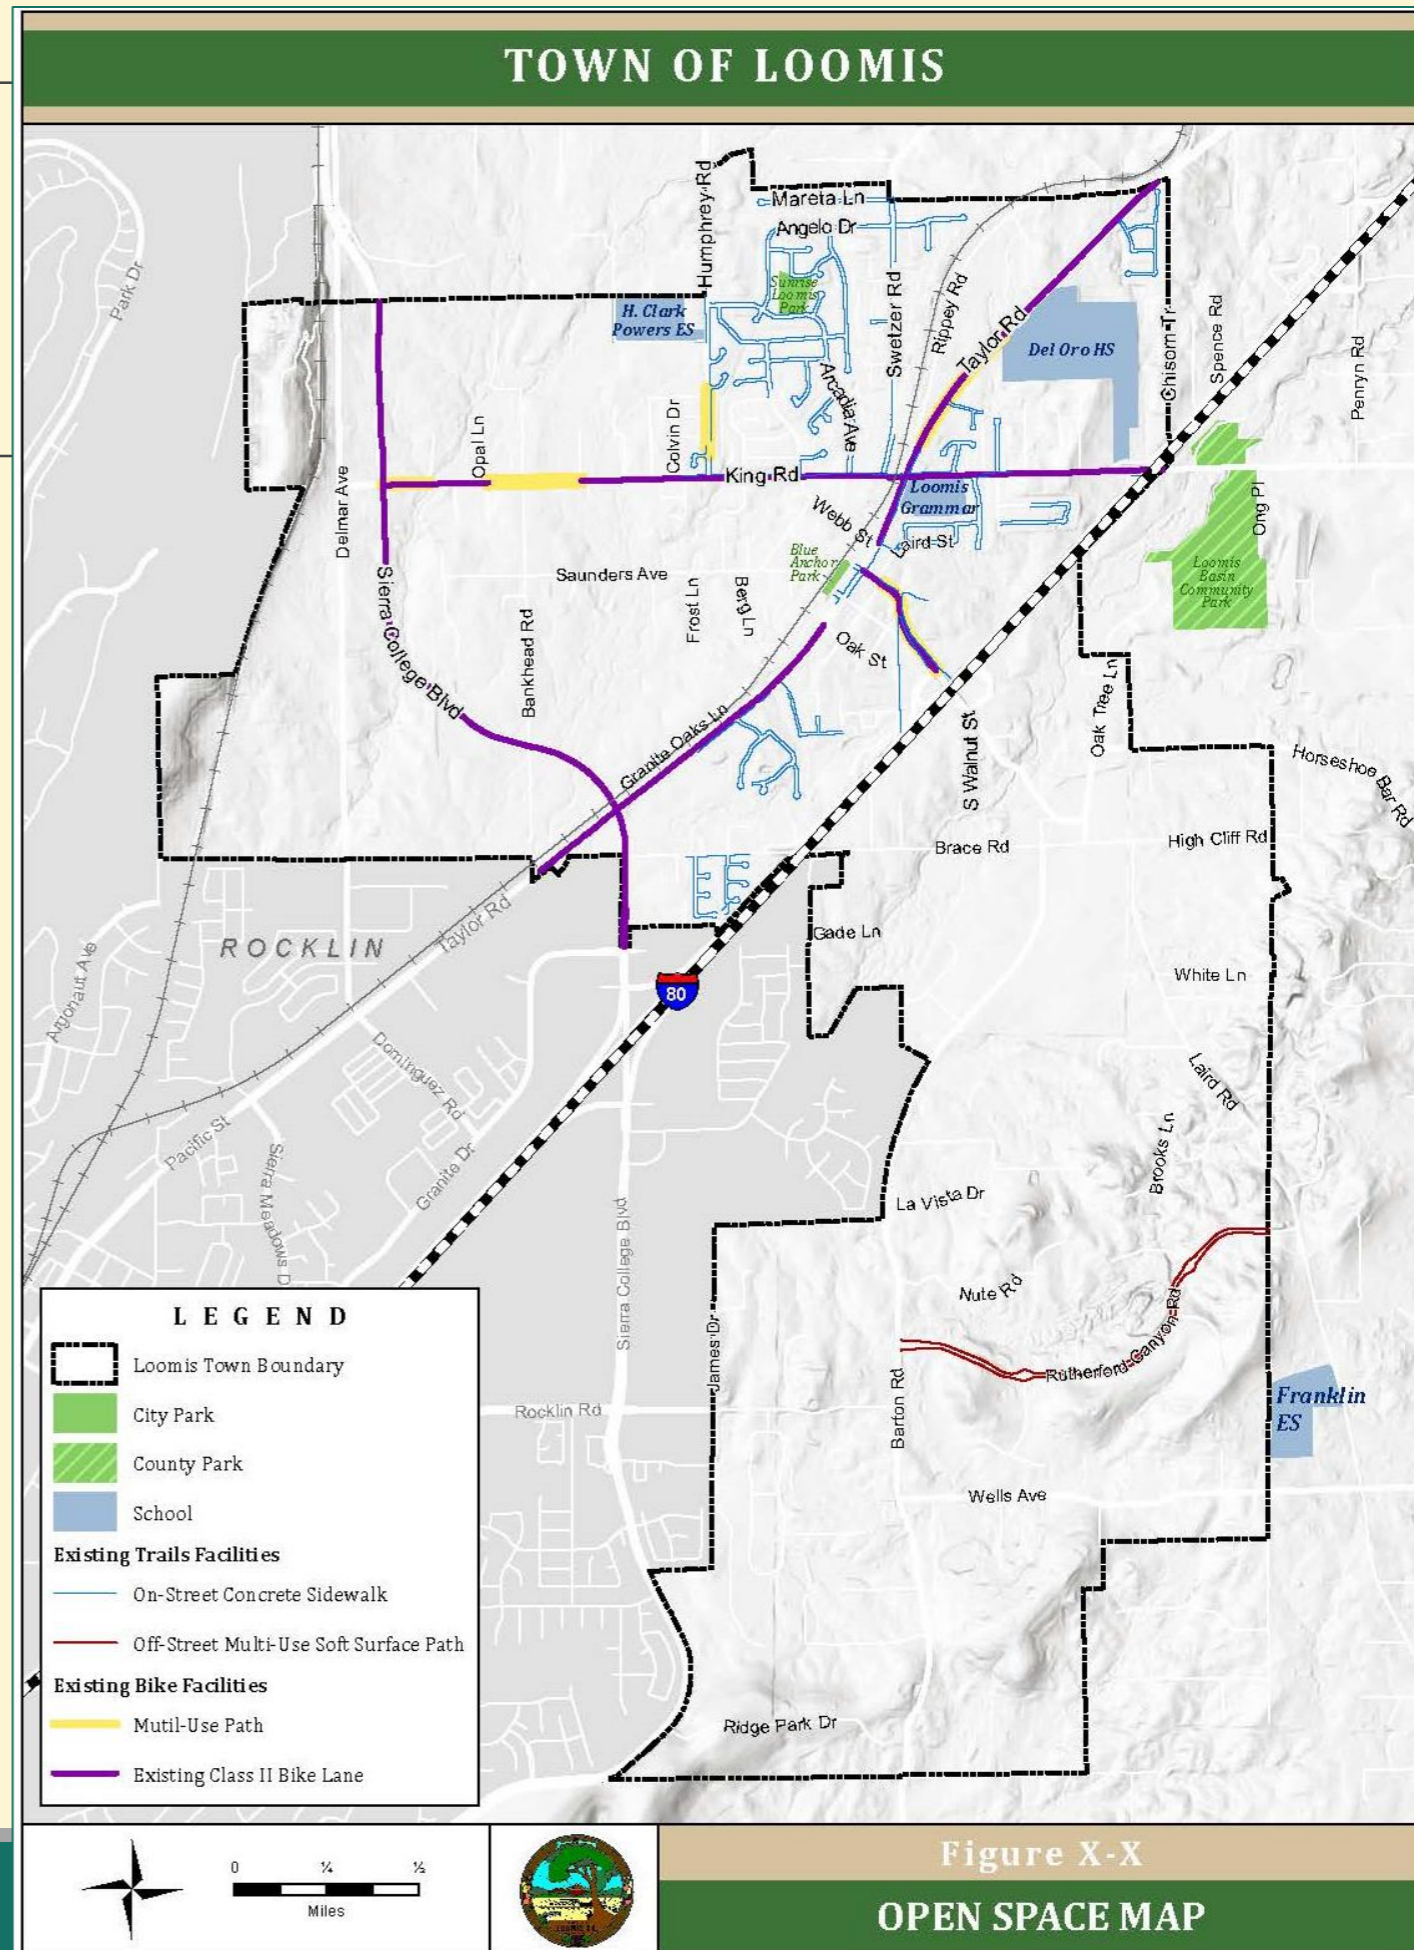 TOWN OF LOOMIS
Park Dr
Humphrey Rd
Mareta Ln
Angelo Dr
Sunrise
Loomis
Park
H. Clark
Powers ES
Swetzer Rd
Rippey Rd
Taylor Rd
Del Oro HS
Chisom Tr
Spence Rd
Penryn Rd
Arcadia Ave
Colvin Dr
Opal Ln
Delmar Ave
King Rd
Loomis
Grammar
Webb St
Laird St
Ong Pl
Blue
Anchor
Park
Loomis
Basin
Community
Park
Saunders Ave
Frost Ln
Berg Ln
Bankhead Rd
Sierra College Blvd
Oak St
Granite Oaks Ln
S Walnut St
Oak Tree Ln
Horseshoe Bar Rd
High Cliff Rd
Brace Rd
Gade Ln
White Ln
Taylor Rd
ROCKLIN
Argonaut Ave
80
Dominguez Rd
Pacific St
Sierra Meadows D
Granite Dr
Laird Rd
Brooks Ln
La Vista Dr
Nute Rd
Sierra College Blvd
James Dr
Rutherford Canyon Rd
Barton Rd
Rocklin Rd
Franklin
ES
Wells Ave
Ridge Park Dr
LEGEND
Loomis Town Boundary
City Park
County Park
School
Existing Trails Facilities
On-Street Concrete Sidewalk
Off-Street Multi-Use Soft Surface Path
Existing Bike Facilities
Mutil-Use Path
Existing Class II Bike Lane
0 ¼ ½
Miles
Figure X-X
OPEN SPACE MAP